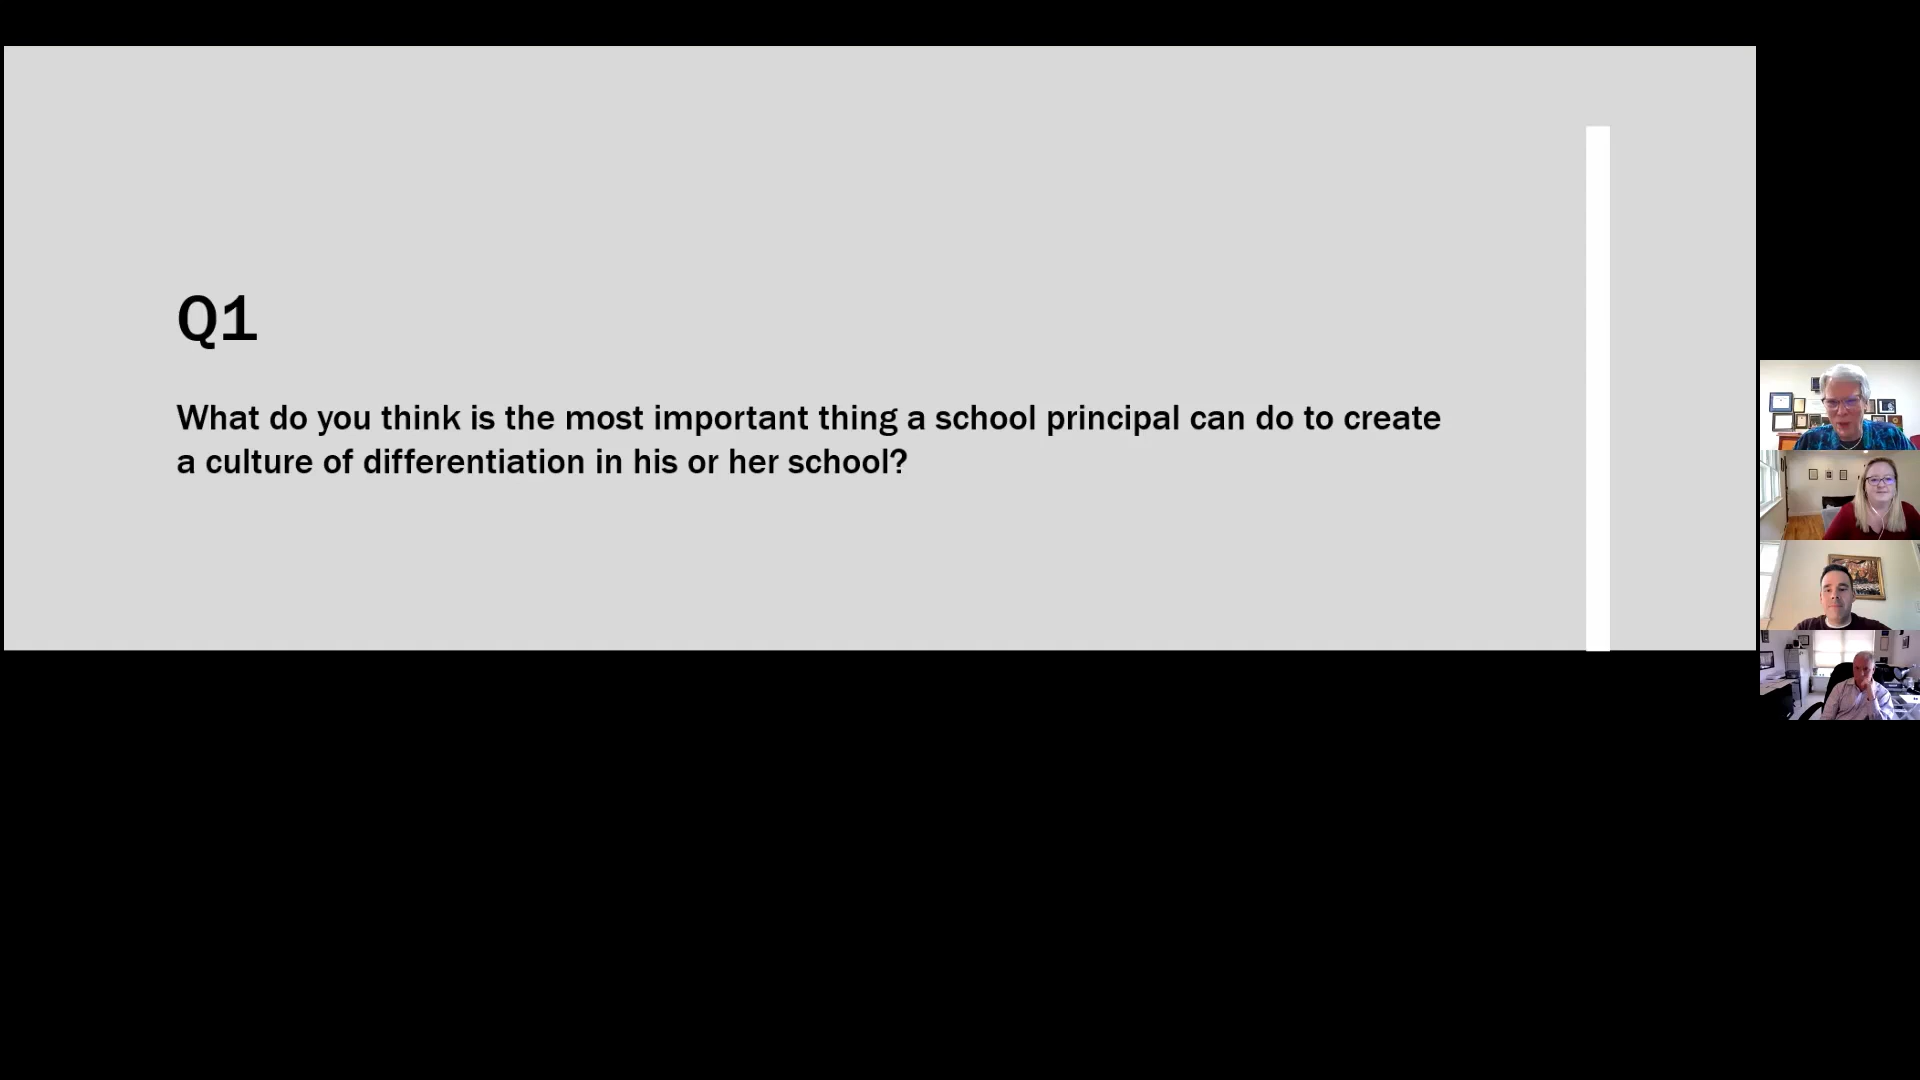 Q1
What do you think is the most important thing a school principal can do to create
a culture of differentiation in his or her school?